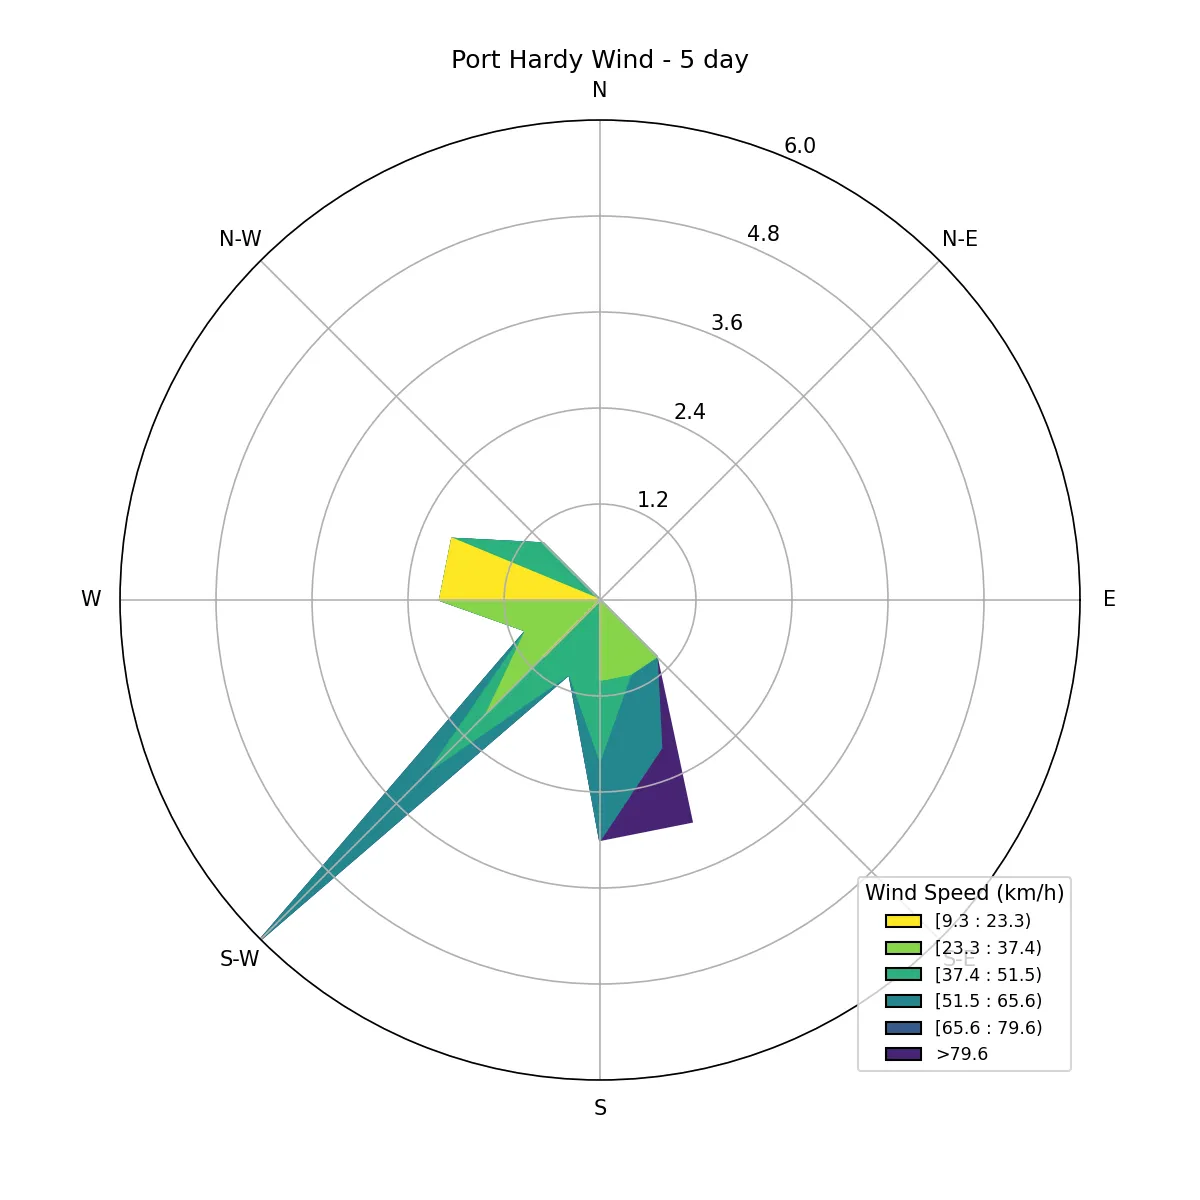 Port Hardy Wind - 5 day
N
6.0
N-W
4.8
N-E
3.6
2.4
1.2
W
E
S-W
S-E
Wind Speed (km/h)
[9.3 : 23.3)
[23.3 : 37.4)
[37.4 : 51.5)
[51.5 : 65.6)
[65.6 : 79.6)
>79.6
S